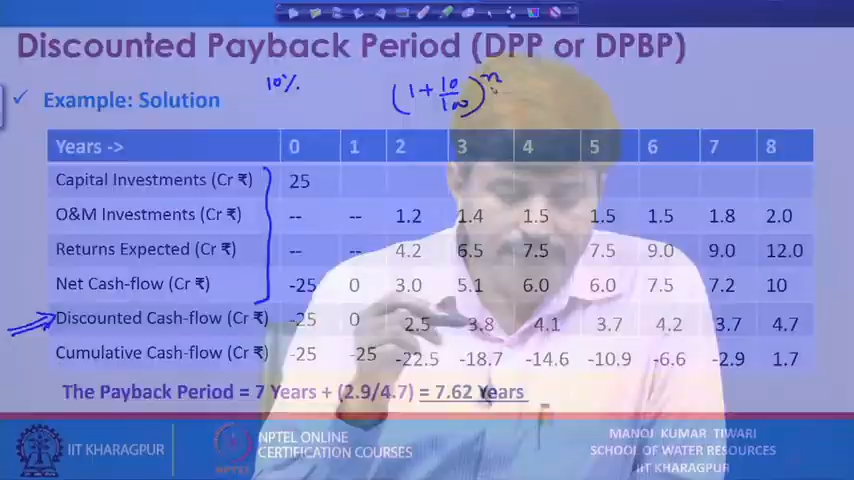 Discounted Payback Period (DPP or DPBP)
10%
(1+10/100)^n
✓ Example: Solution
Years -> 0 1 2 3 4 5 6 7 8
Capital Investments (Cr ₹) 25
O&M Investments (Cr ₹) -- -- 1.2 1.4 1.5 1.5 1.5 1.8 2.0
Returns Expected (Cr ₹) -- -- 4.2 6.5 7.5 7.5 9.0 9.0 12.0
Net Cash-flow (Cr ₹) -25 0 3.0 5.1 6.0 6.0 7.5 7.2 10
Discounted Cash-flow (Cr ₹) -25 0 2.5 3.8 4.1 3.7 4.2 3.7 4.7
Cumulative Cash-flow (Cr ₹) -25 -25 -22.5 -18.7 -14.6 -10.9 -6.6 -2.9 1.7
The Payback Period = 7 Years + (2.9/4.7) = 7.62 Years
IIT KHARAGPUR
NPTEL
NPTEL ONLINE
CERTIFICATION COURSES
MANOJ KUMAR TIWARI
SCHOOL OF WATER RESOURCES
IIT KHARAGPUR